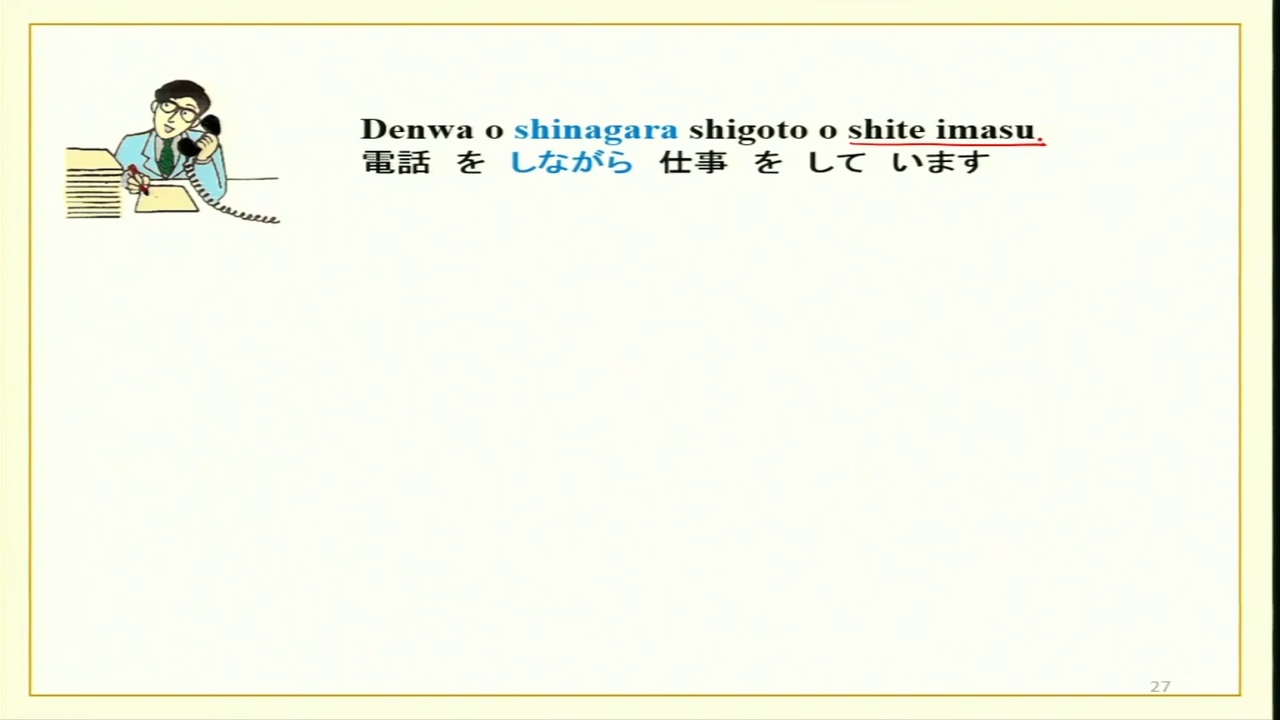 Denwa o shinagara shigoto o shite imasu.
電話 を しながら 仕事 を して います
27